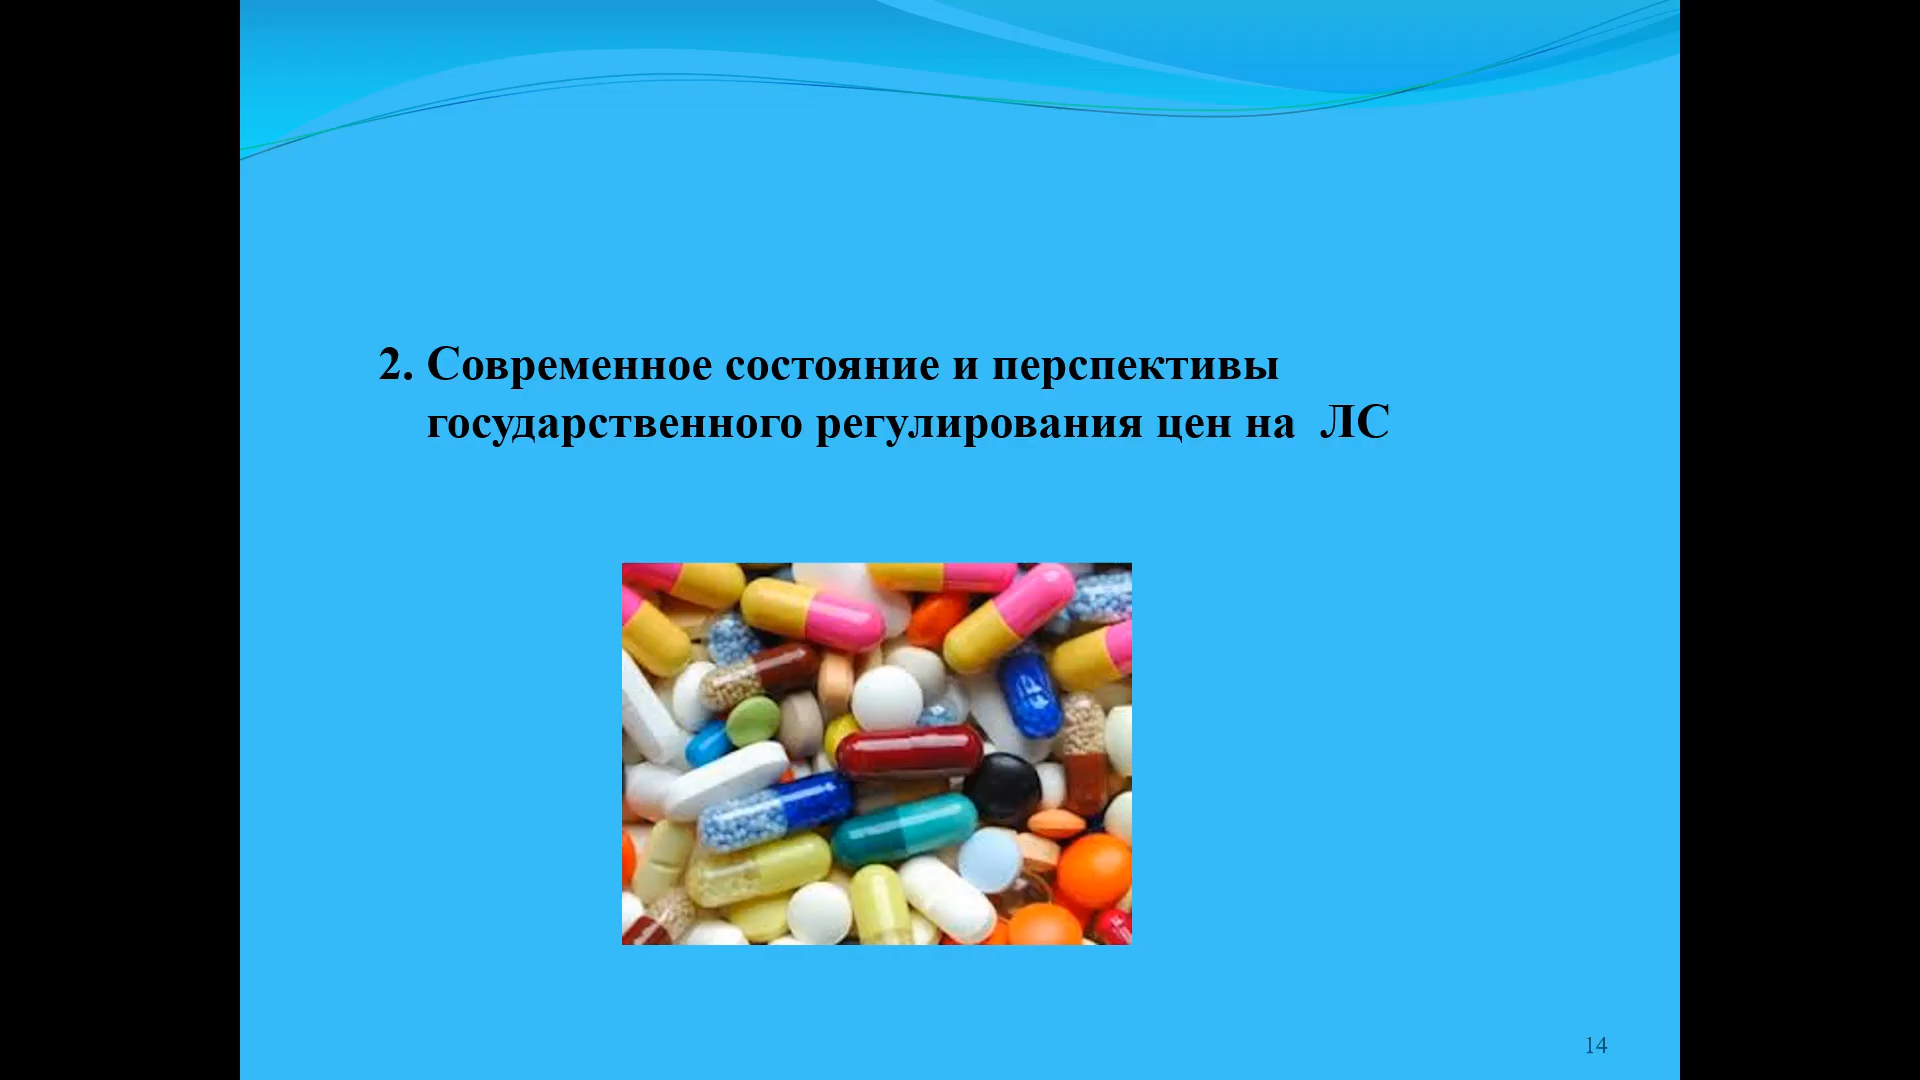 2. Современное состояние и перспективы
государственного регулирования цен на ЛС
14